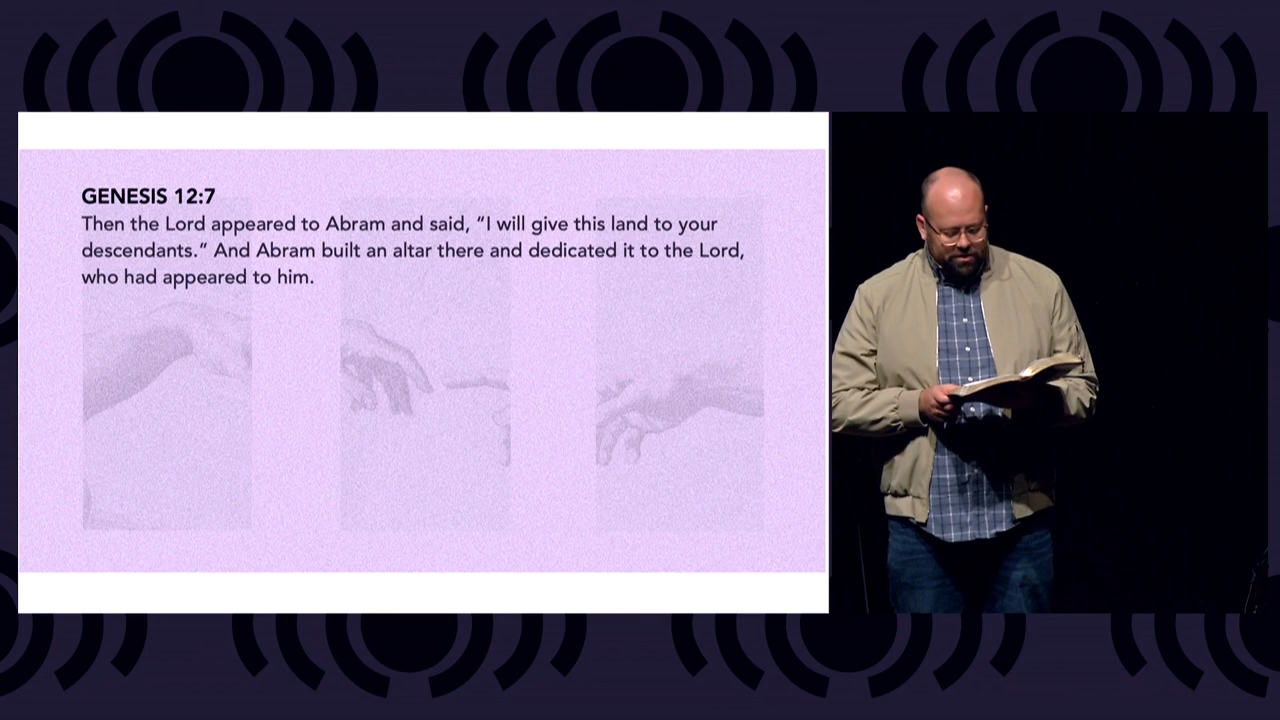 GENESIS 12:7
Then the Lord appeared to Abram and said, “I will give this land to your
descendants.” And Abram built an altar there and dedicated it to the Lord,
who had appeared to him.